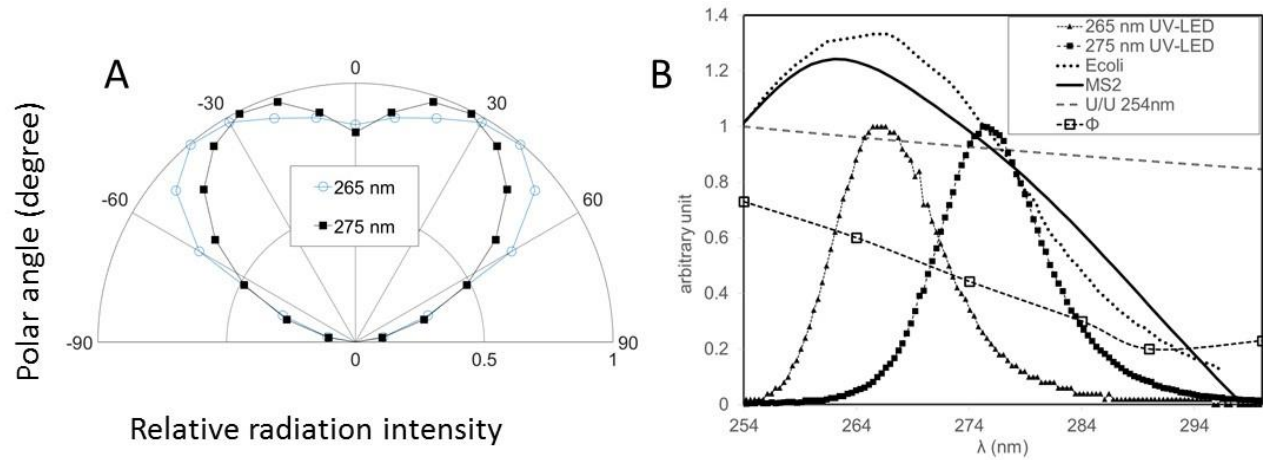 A
0
-30
30
-60
60
265 nm
275 nm
-90
90
0
0.5
1
Polar angle (degree)
Relative radiation intensity
B
1.4
1.2
1
0.8
0.6
0.4
0.2
0
arbitrary unit
265 nm UV-LED
275 nm UV-LED
Ecoli
MS2
U/U 254nm
Φ
254
264
274
284
294
λ (nm)